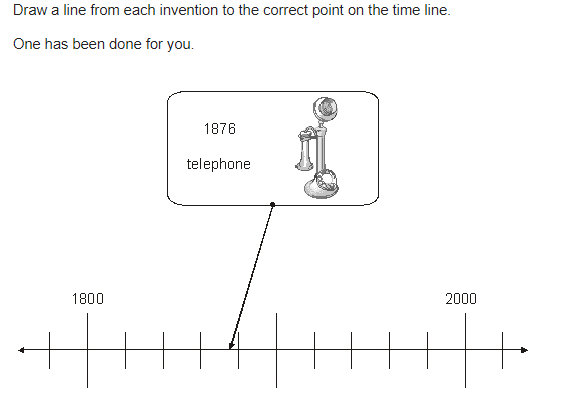 Draw a line from each invention to the correct point on the time line.
One has been done for you.
1876
telephone
1800
2000